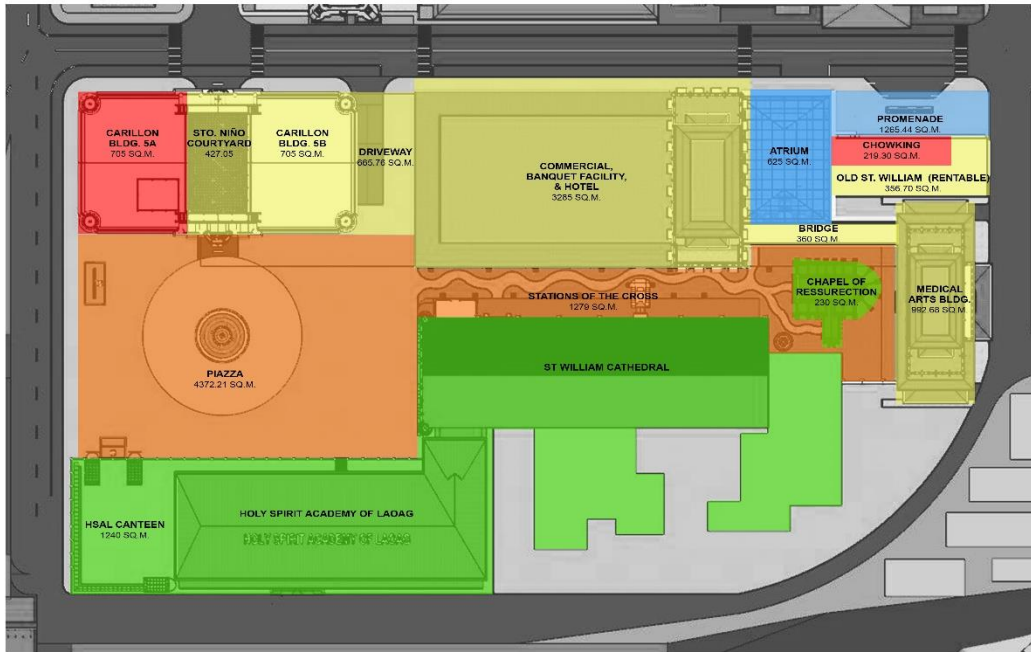 CARILLON
BLDG. 5A
705 SQ.M.
STO. NIÑO
COURTYARD
427.05
CARILLON
BLDG. 5B
705 SQ.M.
DRIVEWAY
665.76 SQ.M.
COMMERCIAL,
BANQUET FACILITY,
& HOTEL
3285 SQ.M.
ATRIUM
625 SQ.M.
PROMENADE
1265.44 SQ.M.
CHOWKING
219.30 SQ.M.
OLD ST. WILLIAM (RENTABLE)
356.70 SQ.M.
BRIDGE
360 SQ.M.
STATIONS OF THE CROSS
1279 SQ.M.
CHAPEL OF
RESSURECTION
230 SQ.M.
MEDICAL
ARTS BLDG.
992.68 SQ.M.
PIAZZA
4372.21 SQ.M.
ST WILLIAM CATHEDRAL
HSAL CANTEEN
1240 SQ.M.
HOLY SPIRIT ACADEMY OF LAOAG
HOLY SPIRIT ACADEMY OF LAOAG